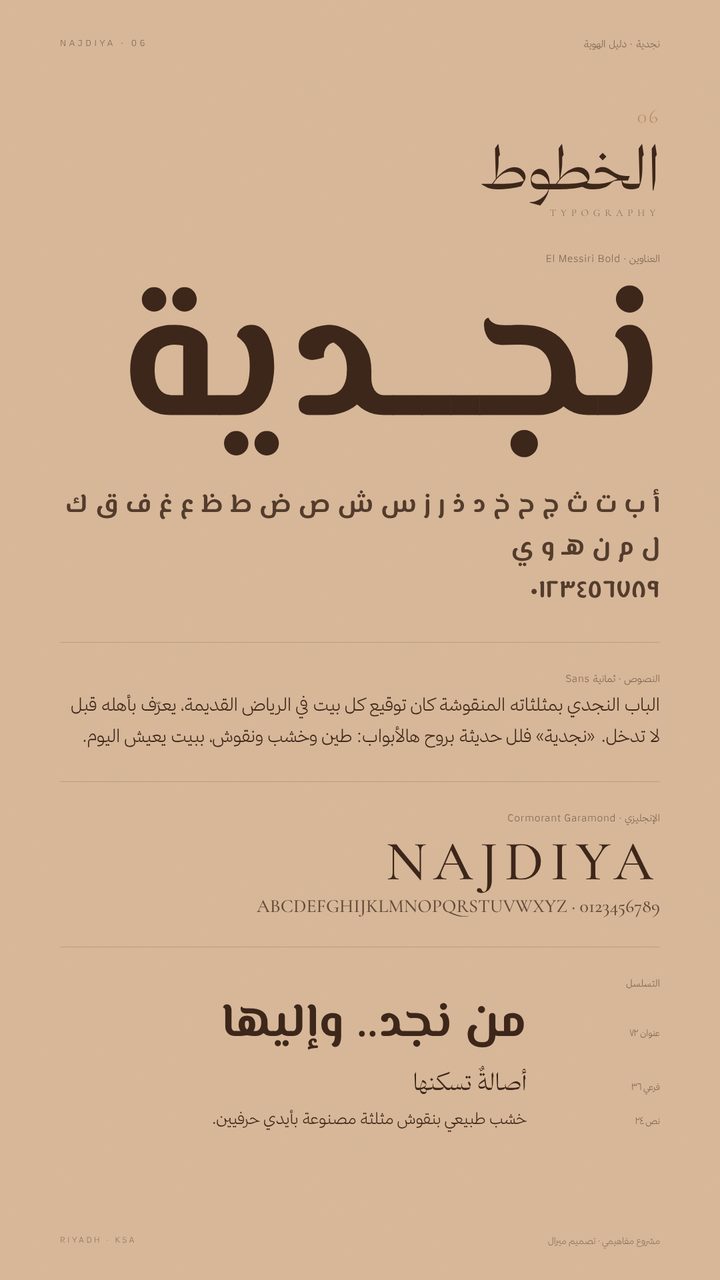 نجدية · دليل الهوية
NAJDIYA · 06
06
الخطوط
TYPOGRAPHY
العناوين · El Messiri Bold
نجـــدية
أ ب ت ث ج ح خ د ذ ر ز س ش ص ض ط ظ ع غ ف ق ك
ل م ن هـ و ي
٠١٢٣٤٥٦٧٨٩
النصوص · ثمانية Sans
الباب النجدي بمثلثاته المنقوشة كان توقيع كل بيت في الرياض القديمة، يعرّف بأهله قبل
لا تدخل. «نجدية» فلل حديثة بروح هالأبواب: طين وخشب ونقوش، ببيت يعيش اليوم.
الإنجليزي · Cormorant Garamond
NAJDIYA
ABCDEFGHIJKLMNOPQRSTUVWXYZ · 0123456789
التسلسل
عنوان ٧٢
من نجد.. وإليها
فرعي ٣٦
أصالةٌ تسكنها
نص ٢٤
خشب طبيعي بنقوش مثلثة مصنوعة بأيدي حرفيين.
مشروع مفاهيمي · تصميم ميرال
RIYADH · KSA